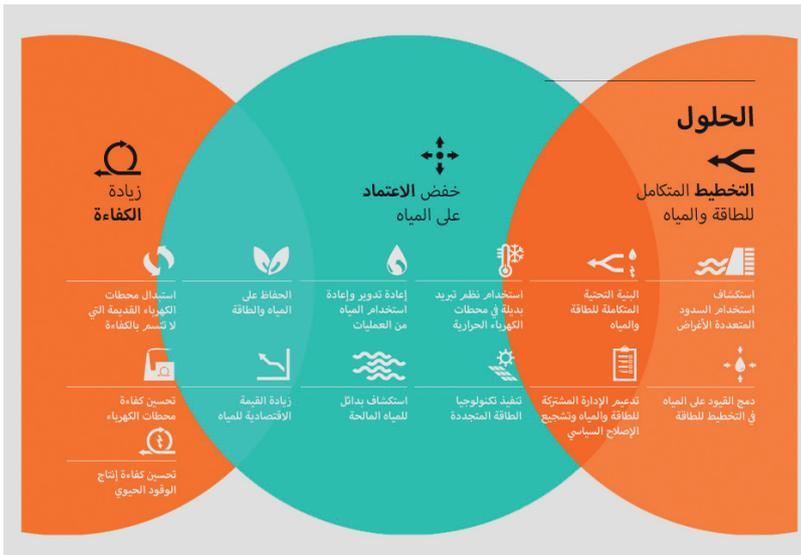 الحلول
التخطيط المتكامل
للطاقة والمياه
استكشاف
استخدام السدود
المتعددة الأغراض
البنية التحتية
المتكاملة للطاقة
والمياه
دمج القيود على المياه
في التخطيط للطاقة
تدعيم الإدارة المشتركة
للطاقة والمياه وتشجيع
الإصلاح السياسي
خفض الاعتماد
على المياه
استخدام نظم تبريد
بديلة في محطات
الكهرباء الحرارية
إعادة تدوير وإعادة
استخدام المياه
من العمليات
تنفيذ تكنولوجيا
الطاقة المتجددة
استكشاف بدائل
للمياه المالحة
زيادة
الكفاءة
الحفاظ على
المياه والطاقة
استبدال محطات
الكهرباء القديمة التي
لا تتسم بالكفاءة
زيادة القيمة
الاقتصادية للمياه
تحسين كفاءة
محطات الكهرباء
تحسين كفاءة إنتاج
الوقود الحيوي